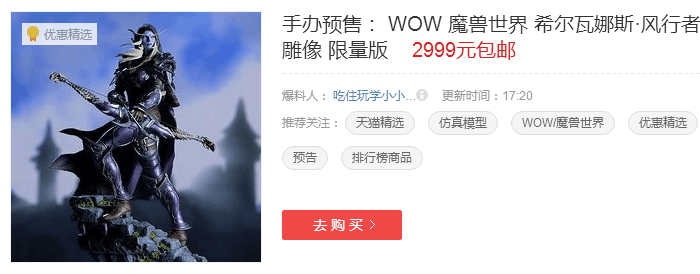 优惠精选
手办预售： WOW 魔兽世界 希尔瓦娜斯·风行者
雕像 限量版 2999元包邮
爆料人： 吃住玩学小小... 更新时间：17:20
推荐关注： 天猫精选 仿真模型 WOW/魔兽世界 优惠精选
预告 排行榜商品
去购买 >